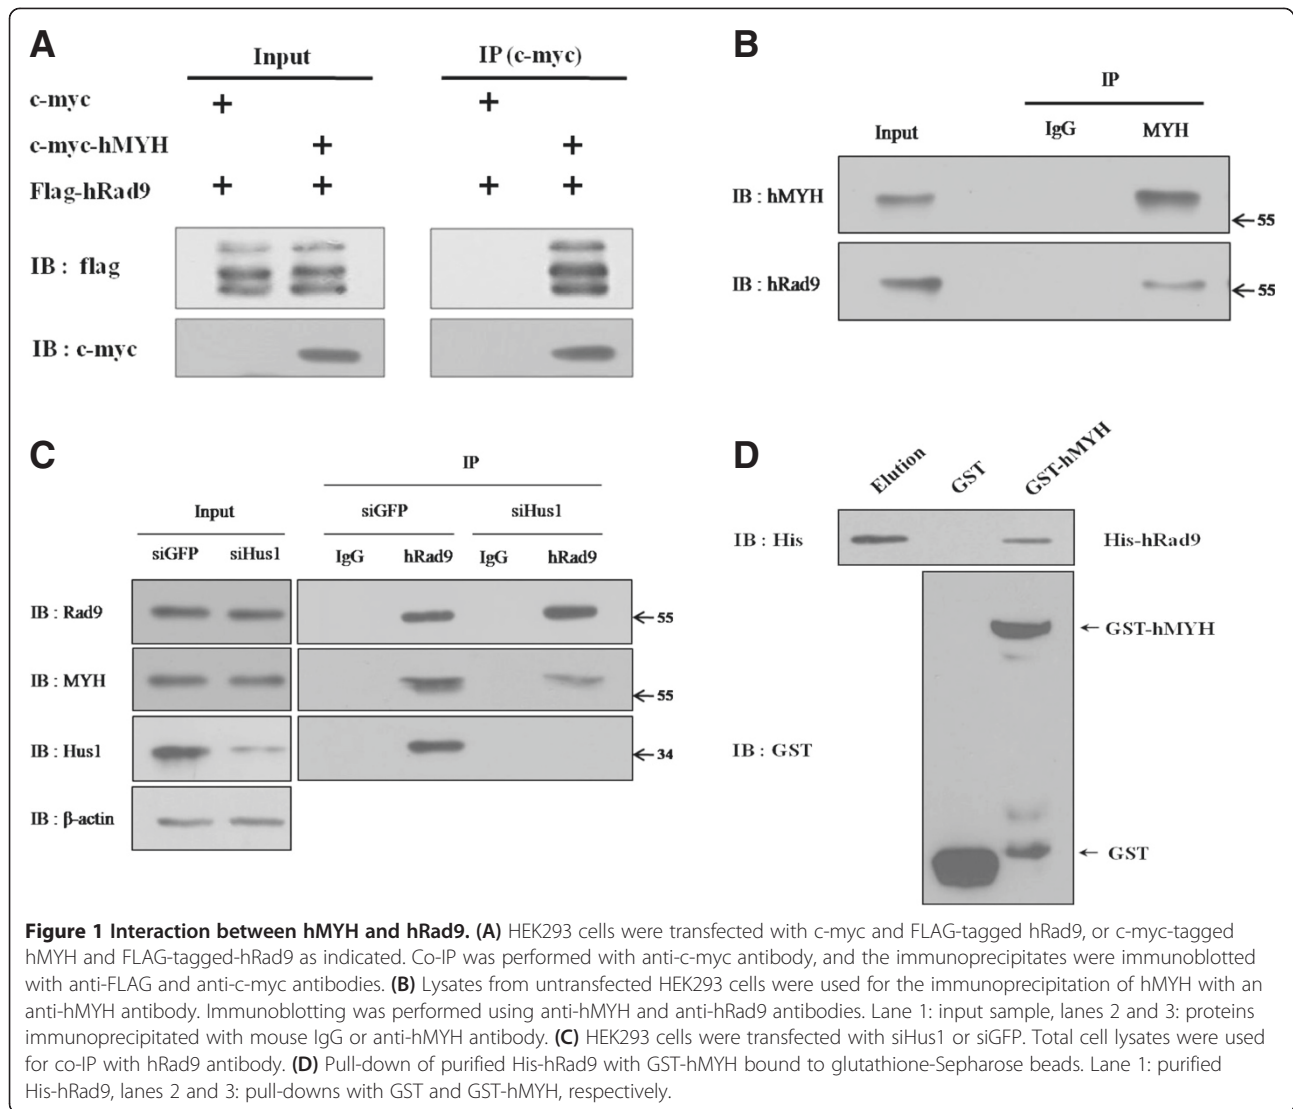 A
Input
IP (c-myc)
c-myc + +
c-myc-hMYH + +
Flag-hRad9 + + + +
IB : flag
IB : c-myc
B
IP
Input IgG MYH
IB : hMYH ←55
IB : hRad9 ←55
C
IP
Input siGFP siHus1
siGFP siHus1 IgG hRad9 IgG hRad9
IB : Rad9 ←55
IB : MYH ←55
IB : Hus1 ←34
IB : β-actin
D
Elution GST GST-hMYH
IB : His His-hRad9
← GST-hMYH
IB : GST
← GST
Figure 1 Interaction between hMYH and hRad9. (A) HEK293 cells were transfected with c-myc and FLAG-tagged hRad9, or c-myc-tagged
hMYH and FLAG-tagged-hRad9 as indicated. Co-IP was performed with anti-c-myc antibody, and the immunoprecipitates were immunoblotted
with anti-FLAG and anti-c-myc antibodies. (B) Lysates from untransfected HEK293 cells were used for the immunoprecipitation of hMYH with an
anti-hMYH antibody. Immunoblotting was performed using anti-hMYH and anti-hRad9 antibodies. Lane 1: input sample, lanes 2 and 3: proteins
immunoprecipitated with mouse IgG or anti-hMYH antibody. (C) HEK293 cells were transfected with siHus1 or siGFP. Total cell lysates were used
for co-IP with hRad9 antibody. (D) Pull-down of purified His-hRad9 with GST-hMYH bound to glutathione-Sepharose beads. Lane 1: purified
His-hRad9, lanes 2 and 3: pull-downs with GST and GST-hMYH, respectively.